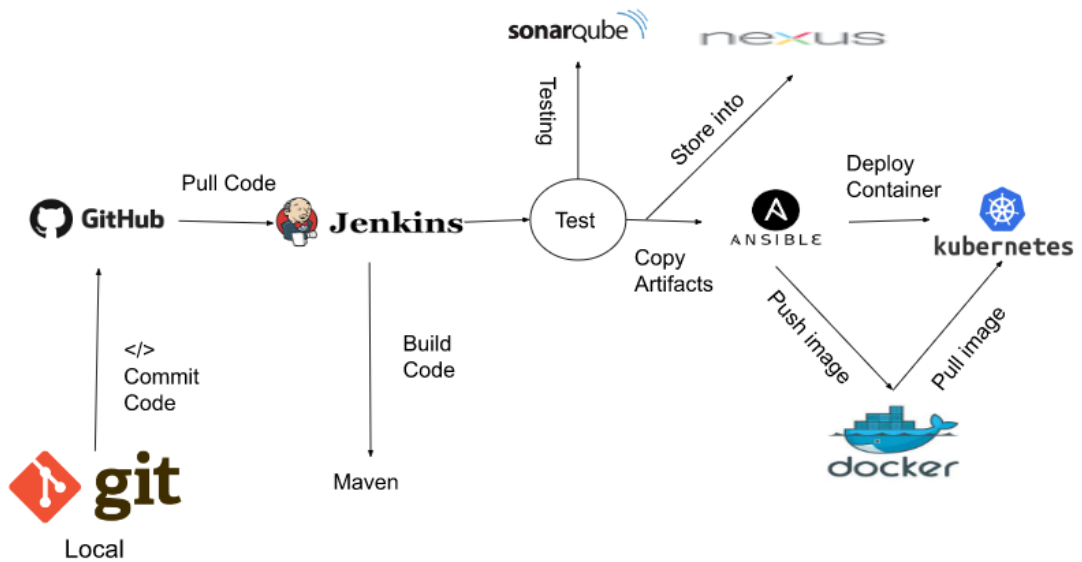 sonarqube
nexus
Testing
Store into
Pull Code
GitHub
Jenkins
Test
Copy
Artifacts
ANSIBLE
Deploy
Container
kubernetes
</>
Commit
Code
Build
Code
Push image
Pull image
docker
git
Maven
Local